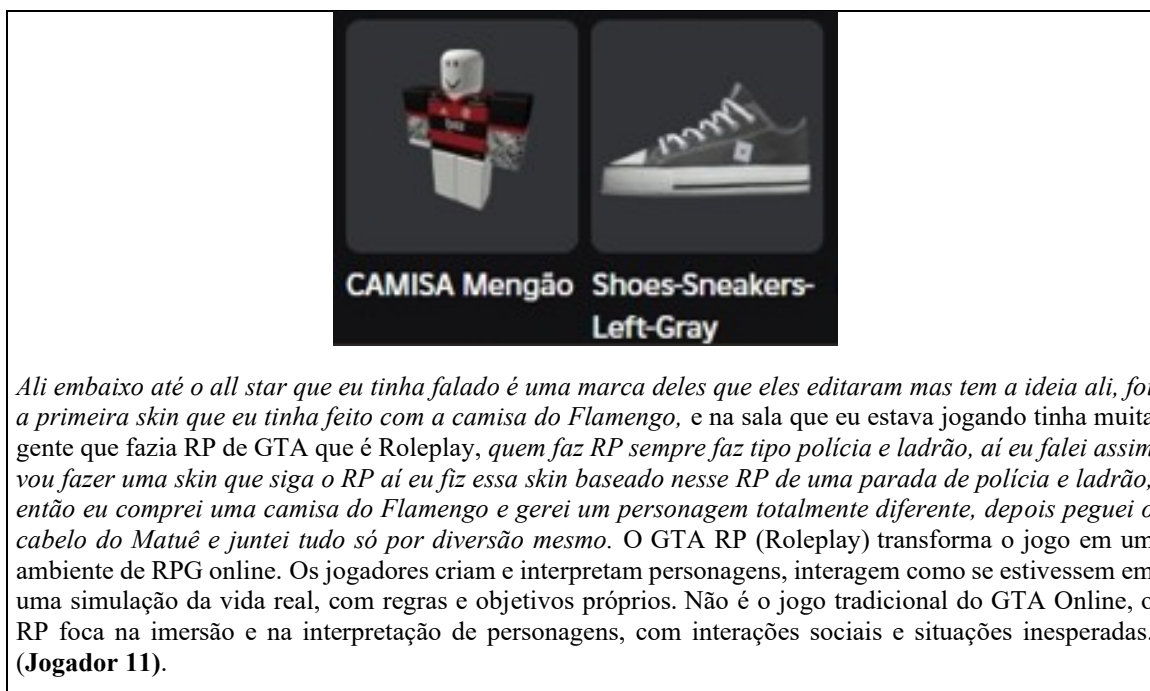 CAMISA Mengão Shoes-Sneakers-
Left-Gray
Ali embaixo até o all star que eu tinha falado é uma marca deles que eles editaram mas tem a ideia ali, foi
a primeira skin que eu tinha feito com a camisa do Flamengo, e na sala que eu estava jogando tinha muita
gente que fazia RP de GTA que é Roleplay, quem faz RP sempre faz tipo polícia e ladrão, aí eu falei assim
vou fazer uma skin que siga o RP aí eu fiz essa skin baseado nesse RP de uma parada de polícia e ladrão,
então eu comprei uma camisa do Flamengo e gerei um personagem totalmente diferente, depois peguei o
cabelo do Matuê e juntei tudo só por diversão mesmo. O GTA RP (Roleplay) transforma o jogo em um
ambiente de RPG online. Os jogadores criam e interpretam personagens, interagem como se estivessem em
uma simulação da vida real, com regras e objetivos próprios. Não é o jogo tradicional do GTA Online, o
RP foca na imersão e na interpretação de personagens, com interações sociais e situações inesperadas.
(Jogador 11).